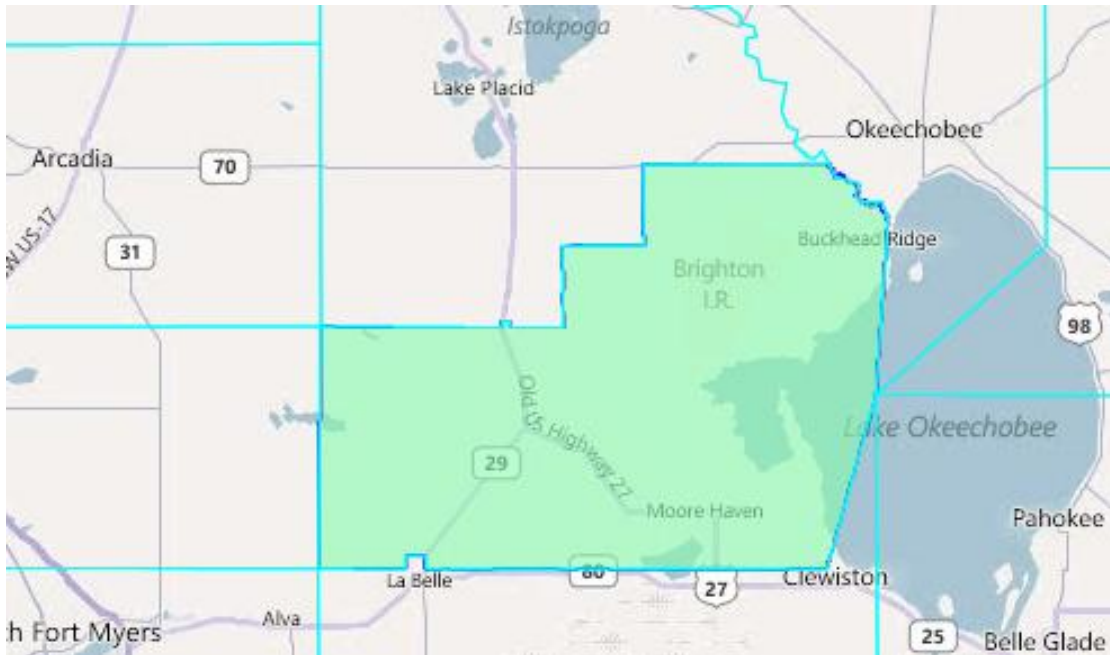 Istokpoga
Lake Placid
Okeechobee
Arcadia
70
W US-17
31
Buckhead Ridge
Brighton
I.R.
98
Old US Highway 27
Lake Okeechobee
29
Moore Haven
Pahokee
La Belle
80
27
Clewiston
Alva
h Fort Myers
25
Belle Glade